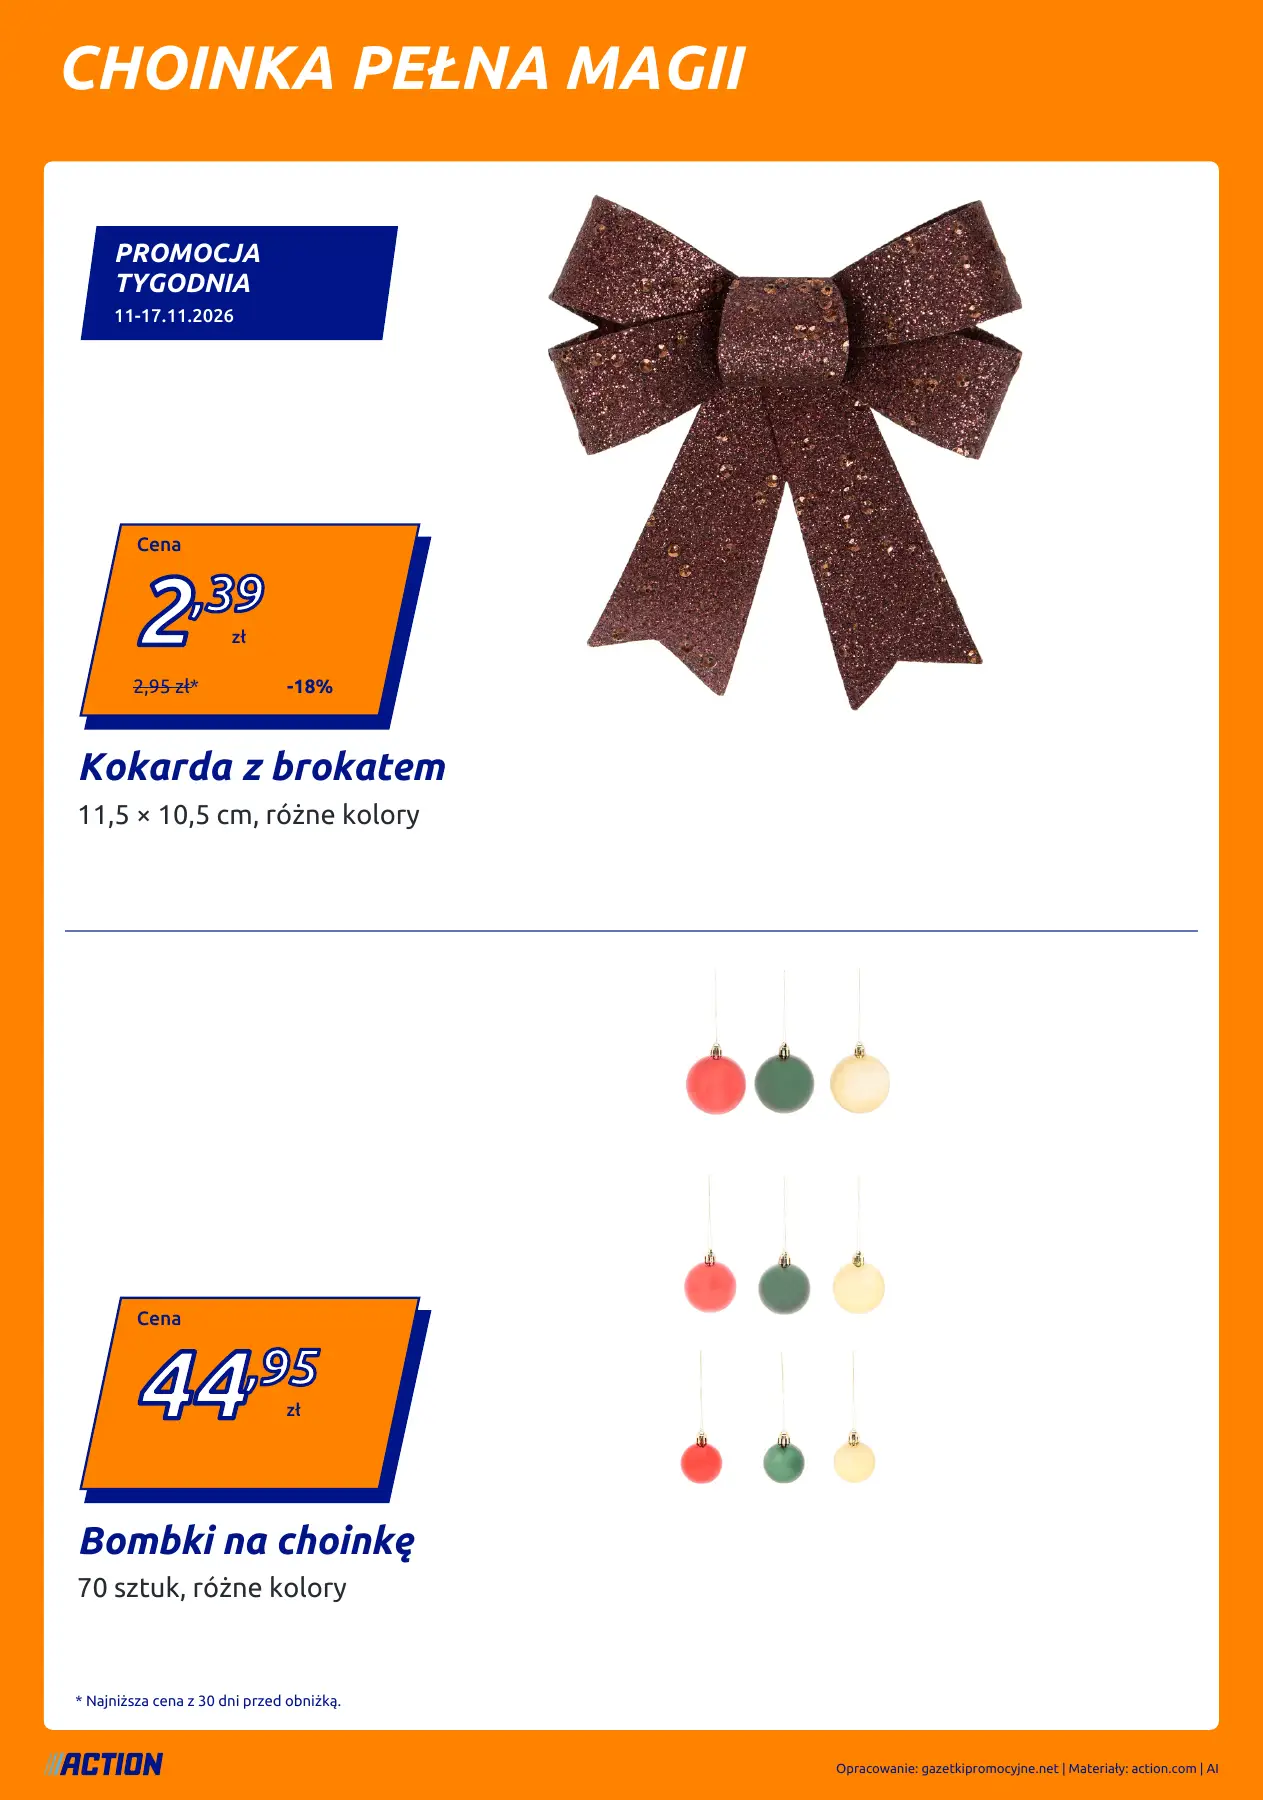 CHOINKA PEŁNA MAGII
PROMOCJA
TYGODNIA
11-17.11.2026
Cena
2,39
zł
2,95 zł* -18%
Kokarda z brokatem
11,5 × 10,5 cm, różne kolory
Cena
44,95
zł
Bombki na choinkę
70 sztuk, różne kolory
* Najniższa cena z 30 dni przed obniżką.
ACTION
Opracowanie: gazetkipromocyjne.net | Materiały: action.com | AI